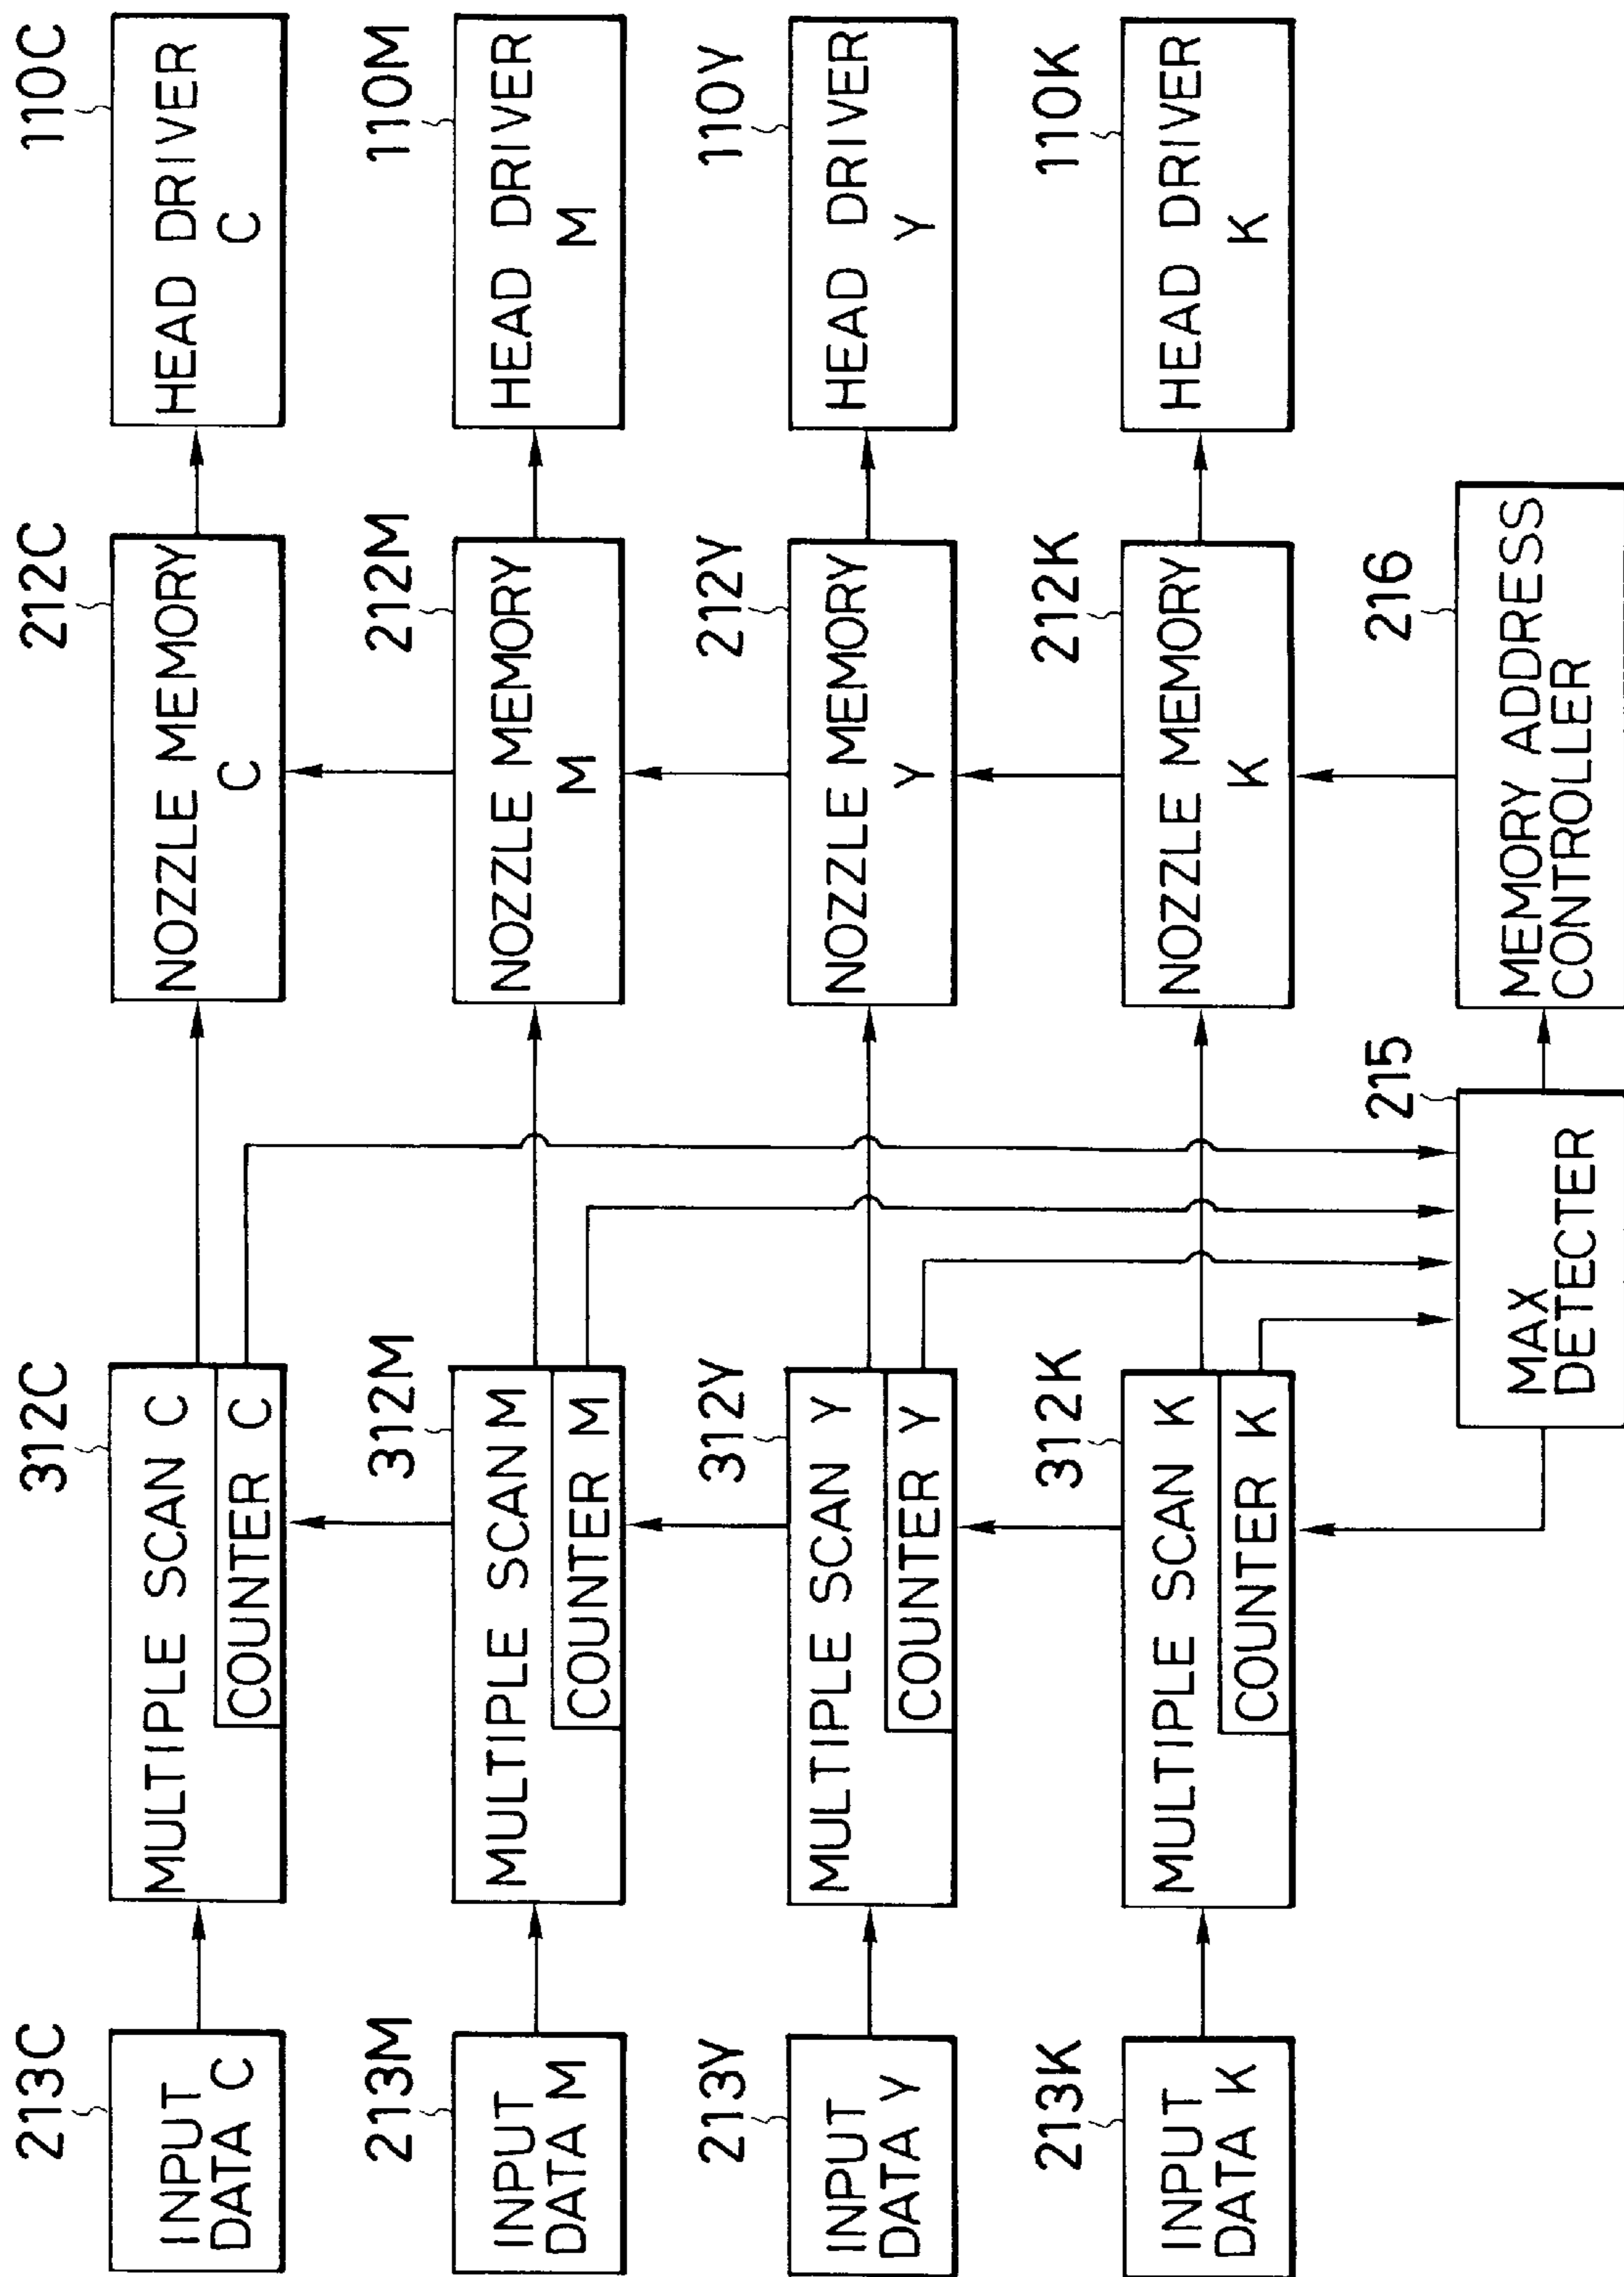 213C
INPUT
DATA C
312C
MULTIPLE SCAN C
COUNTER C
212C
NOZZLE MEMORY
C
110C
HEAD DRIVER
C
213M
INPUT
DATA M
312M
MULTIPLE SCAN M
COUNTER M
212M
NOZZLE MEMORY
M
110M
HEAD DRIVER
M
213Y
INPUT
DATA Y
312Y
MULTIPLE SCAN Y
COUNTER Y
212Y
NOZZLE MEMORY
Y
110Y
HEAD DRIVER
Y
213K
INPUT
DATA K
312K
MULTIPLE SCAN K
COUNTER K
212K
NOZZLE MEMORY
K
110K
HEAD DRIVER
K
215
MAX
DETECTER
216
MEMORY ADDRESS
CONTROLLER